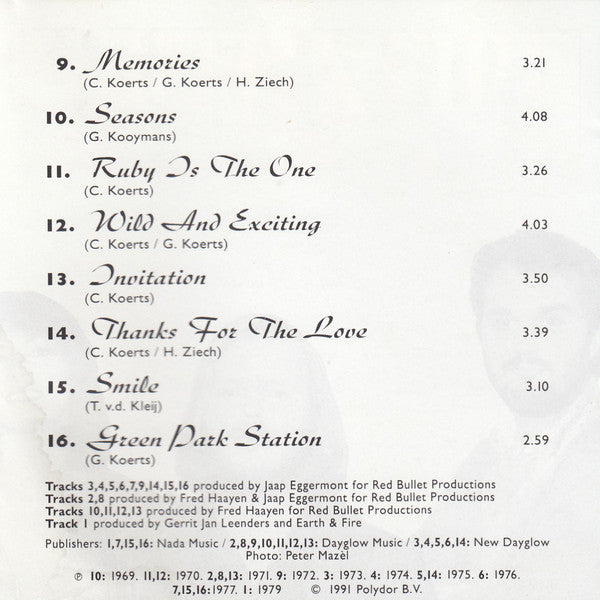 9. Memories 3.21
(C. Koerts / G. Koerts / H. Ziech)
10. Seasons 4.08
(G. Kooymans)
11. Ruby Is The One 3.26
(C. Koerts)
12. Wild And Exciting 4.03
(C. Koerts / G. Koerts)
13. Invitation 3.50
(C. Koerts)
14. Thanks For The Love 3.39
(C. Koerts / H. Ziech)
15. Smile 3.10
(T. v.d. Kleij)
16. Green Park Station 2.59
(G. Koerts)
Tracks 3,4,5,6,7,9,14,15,16 produced by Jaap Eggermont for Red Bullet Productions
Tracks 2,8 produced by Fred Haayen & Jaap Eggermont for Red Bullet Productions
Tracks 10,11,12,13 produced by Fred Haayen for Red Bullet Productions
Track 1 produced by Gerrit Jan Leenders and Earth & Fire
Publishers: 1,7,15,16: Nada Music / 2,8,9,10,11,12,13: Dayglow Music / 3,4,5,6,14: New Dayglow
Photo: Peter Mazèl
℗ 10: 1969. 11,12: 1970. 2,8,13: 1971. 9: 1972. 3: 1973. 4: 1974. 5,14: 1975. 6: 1976.
7,15,16:1977. 1: 1979 © 1991 Polydor B.V.